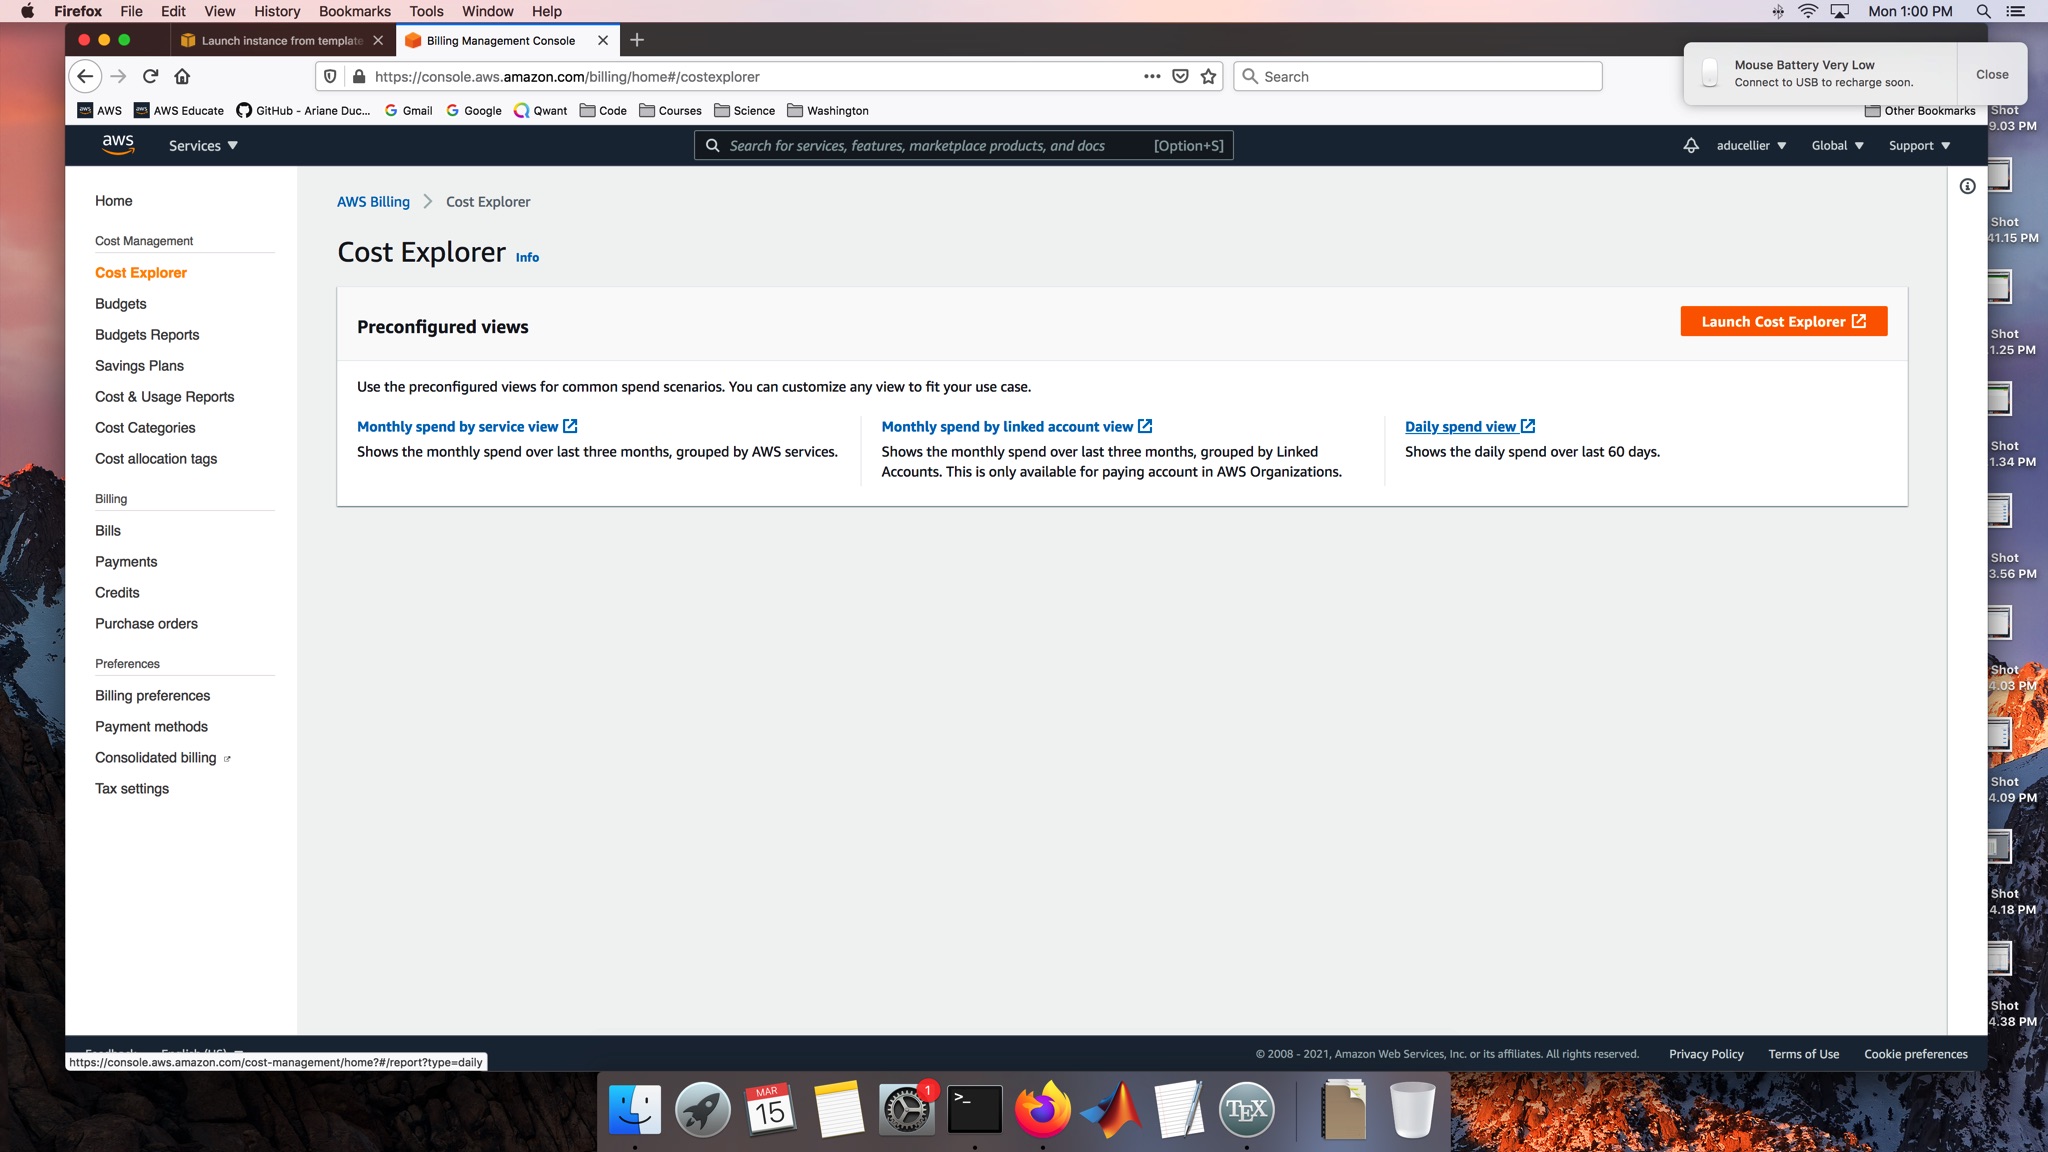 Firefox File Edit View History Bookmarks Tools Window Help Mon 1:00 PM
Launch instance from template
Billing Management Console
https://console.aws.amazon.com/billing/home#/costexplorer
Search
Mouse Battery Very Low
Connect to USB to recharge soon.
Close
AWS AWS Educate GitHub - Ariane Duc... Gmail Google Qwant Code Courses Science Washington Other Bookmarks
aws Services Search for services, features, marketplace products, and docs [Option+S] aducellier Global Support
Home
Cost Management
Cost Explorer
Budgets
Budgets Reports
Savings Plans
Cost & Usage Reports
Cost Categories
Cost allocation tags
Billing
Bills
Payments
Credits
Purchase orders
Preferences
Billing preferences
Payment methods
Consolidated billing
Tax settings
AWS Billing Cost Explorer
Cost Explorer Info
Preconfigured views
Launch Cost Explorer
Use the preconfigured views for common spend scenarios. You can customize any view to fit your use case.
Monthly spend by service view
Shows the monthly spend over last three months, grouped by AWS services.
Monthly spend by linked account view
Shows the monthly spend over last three months, grouped by Linked
Accounts. This is only available for paying account in AWS Organizations.
Daily spend view
Shows the daily spend over last 60 days.
Shot
9.03 PM
Shot
41.15 PM
Shot
1.25 PM
Shot
1.34 PM
Shot
3.56 PM
Shot
4.03 PM
Shot
4.09 PM
Shot
4.18 PM
Shot
4.38 PM
© 2008 - 2021, Amazon Web Services, Inc. or its affiliates. All rights reserved. Privacy Policy Terms of Use Cookie preferences
https://console.aws.amazon.com/cost-management/home?#/report?type=daily
MAR
15
1
>_
TEX